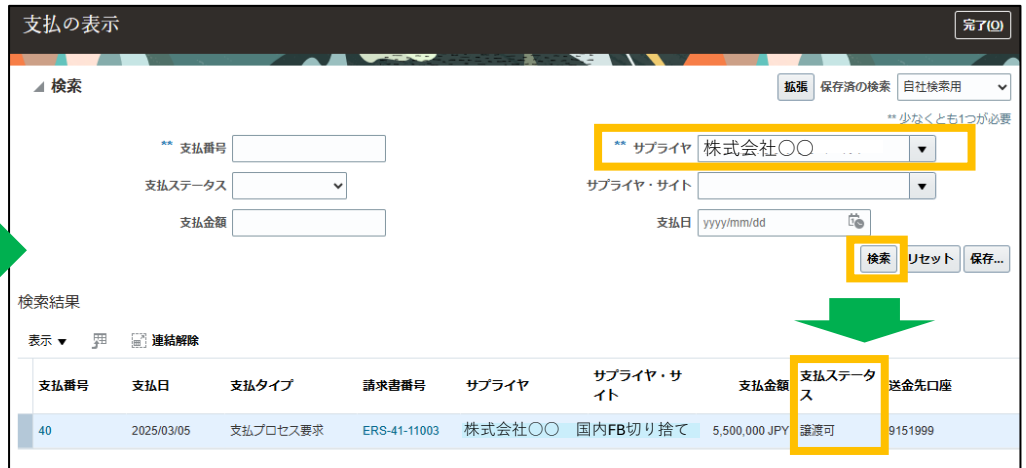 支払の表示
完了(O)
検索
拡張 保存済の検索 自社検索用
** 少なくとも1つが必要
** 支払番号
** サプライヤ 株式会社〇〇
支払ステータス
サプライヤ・サイト
支払金額
支払日 yyyy/mm/dd
検索 リセット 保存...
検索結果
表示 連結解除
支払番号 支払日 支払タイプ 請求書番号 サプライヤ サプライヤ・サイト 支払金額 支払ステータス 送金先口座
40 2025/03/05 支払プロセス要求 ERS-41-11003 株式会社〇〇 国内FB切り捨て 5,500,000 JPY 譲渡可 9151999